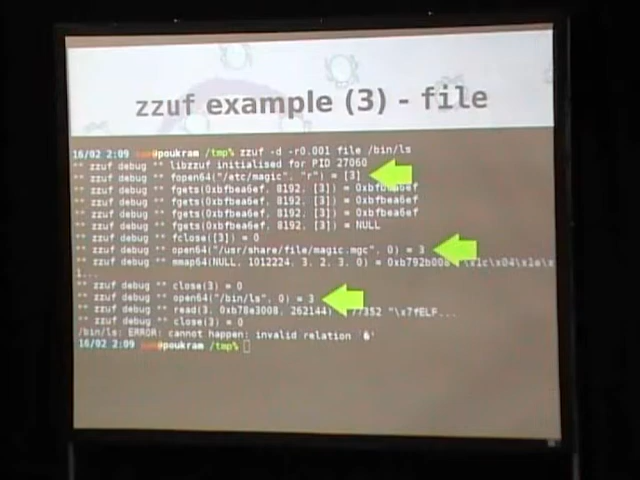 zzuf example (3) - file
16/02 2:09 @poukram /tmp% zzuf -d -r0.001 file /bin/ls
** zzuf debug ** libzzuf initialised for PID 27060
** zzuf debug ** fopen64("/etc/magic", "r") = [3]
** zzuf debug ** fgets(0xbfbea6ef, 8192, [3]) = 0xbfbea6ef
** zzuf debug ** fgets(0xbfbea6ef, 8192, [3]) = 0xbfbea6ef
** zzuf debug ** fgets(0xbfbea6ef, 8192, [3]) = 0xbfbea6ef
** zzuf debug ** fgets(0xbfbea6ef, 8192, [3]) = NULL
** zzuf debug ** fclose([3]) = 0
** zzuf debug ** open64("/usr/share/file/magic.mgc", 0) = 3
** zzuf debug ** mmap64(NULL, 1012224, 3, 2, 3, 0) = "\x1c\x04\x1e\x
1...
** zzuf debug ** close(3) = 0
** zzuf debug ** open64("/bin/ls", 0) = 3
** zzuf debug ** read(3, 0xb78e3008, 262144) = 77352 "\x7fELF...
** zzuf debug ** close(3) = 0
/bin/ls: ERROR: cannot happen: invalid relation `6'
16/02 2:09 @poukram /tmp%